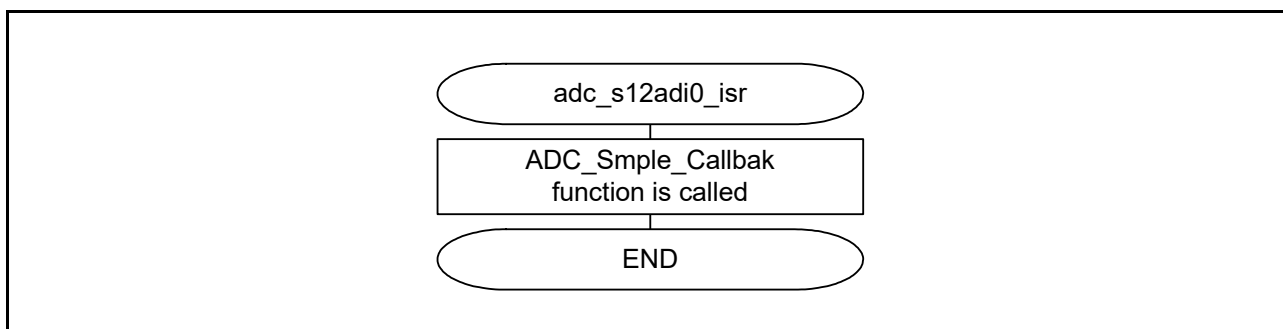 adc_s12adi0_isr
ADC_Smple_Callbak
function is called
END